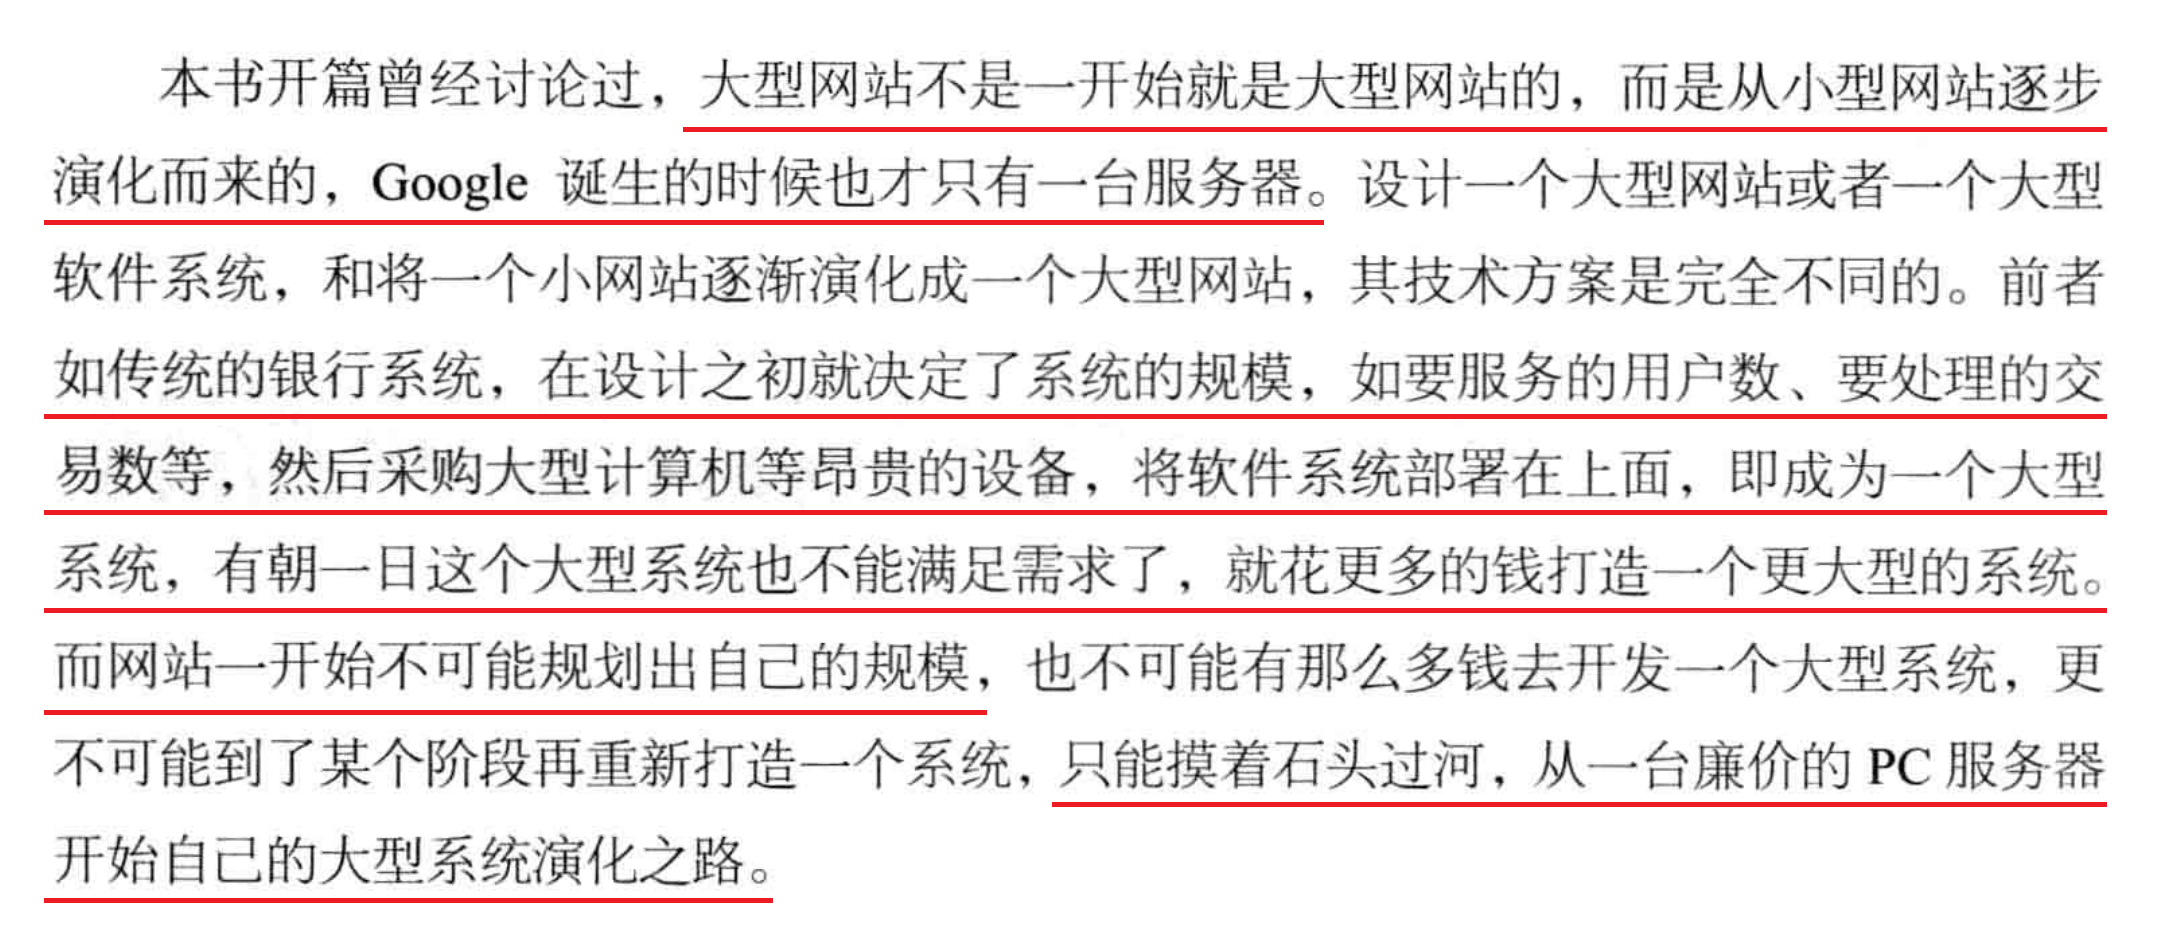 本书开篇曾经讨论过，大型网站不是一开始就是大型网站的，而是从小型网站逐步
演化而来的，Google 诞生的时候也才只有一台服务器。设计一个大型网站或者一个大型
软件系统，和将一个小网站逐渐演化成一个大型网站，其技术方案是完全不同的。前者
如传统的银行系统，在设计之初就决定了系统的规模，如要服务的用户数、要处理的交
易数等，然后采购大型计算机等昂贵的设备，将软件系统部署在上面，即成为一个大型
系统，有朝一日这个大型系统也不能满足需求了，就花更多的钱打造一个更大型的系统。
而网站一开始不可能规划出自己的规模，也不可能有那么多钱去开发一个大型系统，更
不可能到了某个阶段再重新打造一个系统，只能摸着石头过河，从一台廉价的 PC 服务器
开始自己的大型系统演化之路。